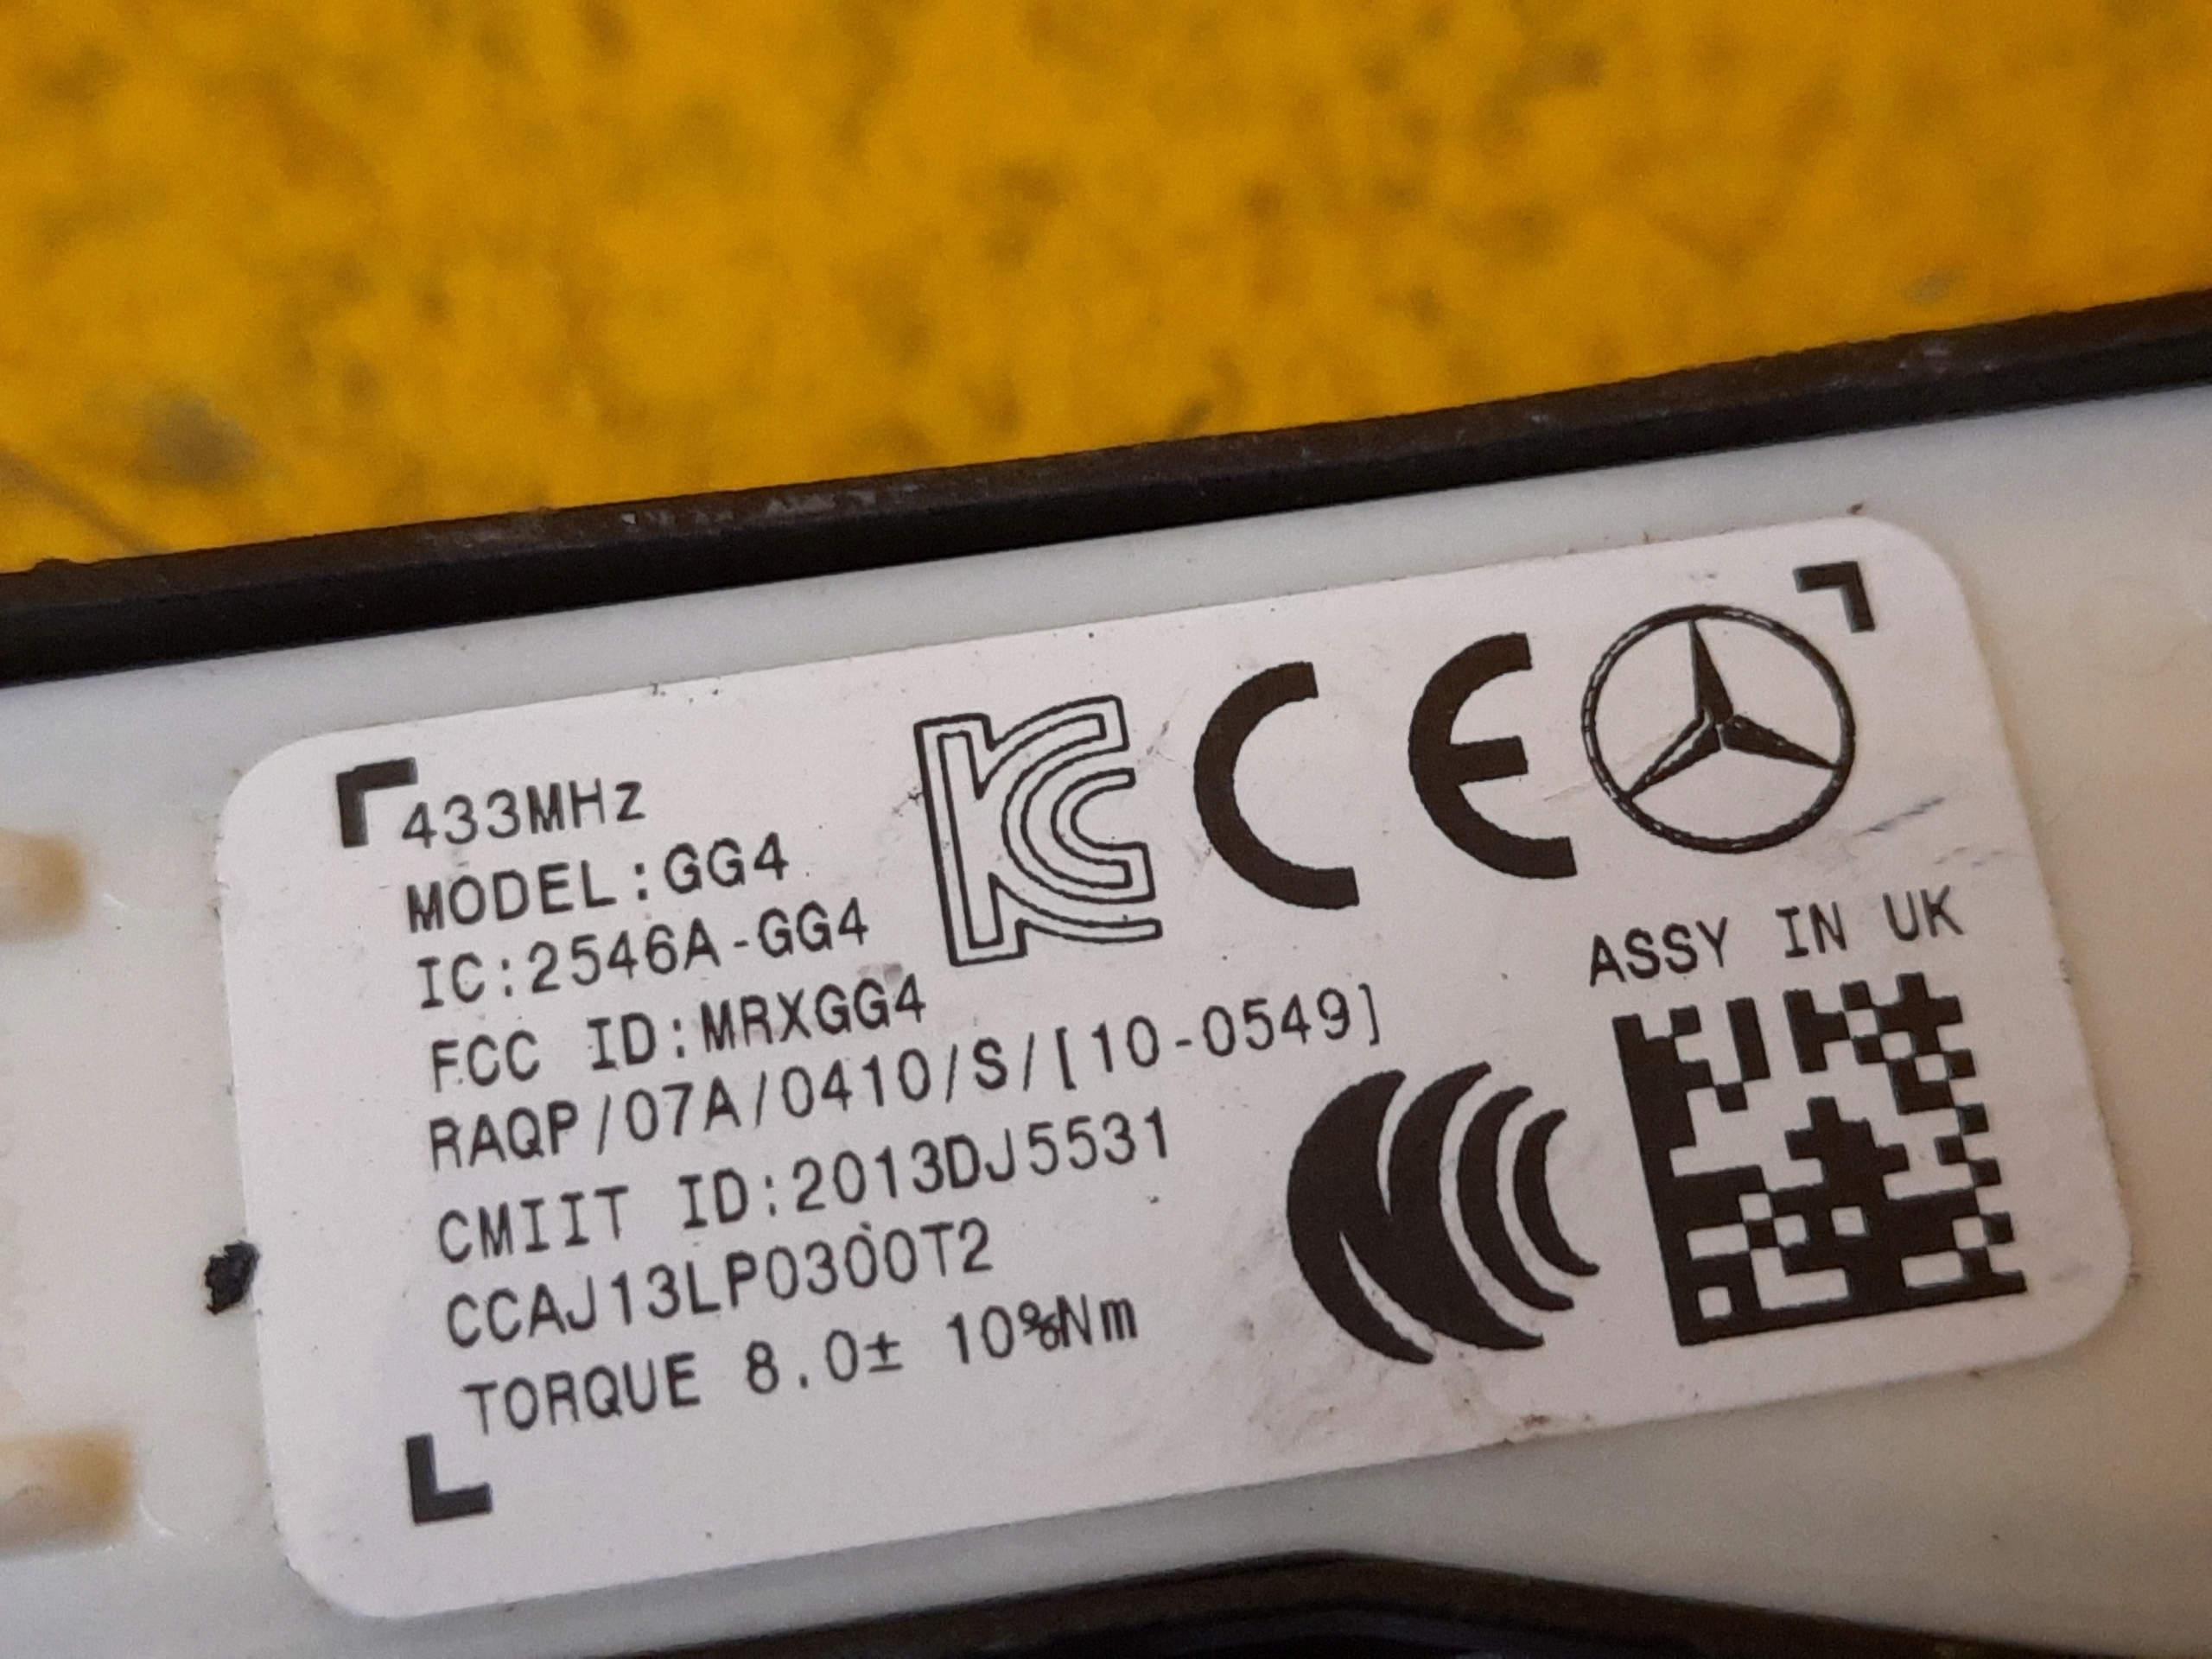 433MHz
MODEL:GG4
IC:2546A-GG4
FCC ID:MRXGG4
RAQP/07A/0410/S/[10-0549]
CMIIT ID:2013DJ5531
CCAJ13LP0300T2
TORQUE 8.0± 10%Nm
CE
ASSY IN UK